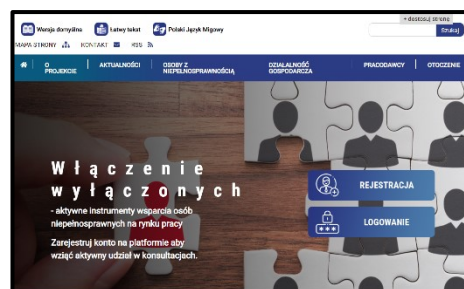 + dostosuj stronę
Wersja domyślna Łatwy tekst Polski Język Migowy
Szukaj
MAPA STRONY KONTAKT RSS
O PROJEKCIE AKTUALNOŚCI OSOBY Z NIEPEŁNOSPRAWNOŚCIĄ DZIAŁALNOŚĆ GOSPODARCZA PRACODAWCY OTOCZENIE
Włączenie
wyłączonych
- aktywne instrumenty wsparcia osób
niepełnosprawnych na rynku pracy
Zarejestruj konto na platformie aby
wziąć aktywny udział w konsultacjach.
REJESTRACJA
LOGOWANIE